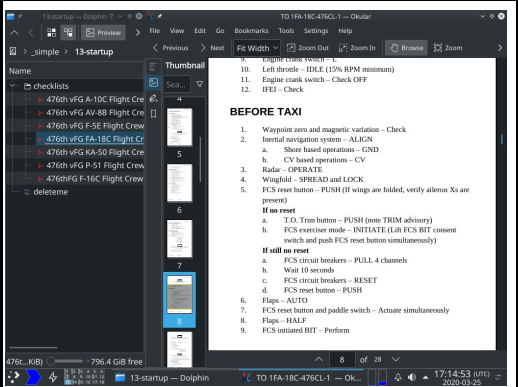 13-startup — Dolphin ?
TO 1FA-18C-476CL-1 — Okular
Preview
File View Edit Go Bookmarks Tools Settings Help
_simple > 13-startup
Previous Next Fit Width Zoom Out Zoom In Browse Zoom
Name
checklists
476th vFG A-10C Flight Cre
476th vFG AV-8B Flight Cre
476th vFG F-5E Flight Crew
476th vFG FA-18C Flight Cr
476th vFG KA-50 Flight Cre
476th vFG P-51 Flight Crew
476thFG F-16C Flight Crew
deleteme
Thumbnail
Sea...
4
5
6
7
8
9. Engine crank switch – L
10. Left throttle – IDLE (15% RPM minimum)
11. Engine crank switch – Check OFF
12. IFEI – Check
BEFORE TAXI
1. Waypoint zero and magnetic variation – Check
2. Inertial navigation system – ALIGN
a. Shore based operations – GND
b. CV based operations – CV
3. Radar – OPERATE
4. Wingfold – SPREAD and LOCK
5. FCS reset button – PUSH (If wings are folded, verify aileron Xs are
present)
If no reset
a. T.O. Trim button – PUSH (note TRIM advisory)
b. FCS exerciser mode – INITIATE (Lift FCS BIT consent
switch and push FCS reset button simultaneously)
If still no reset
a. FCS circuit breakers – PULL 4 channels
b. Wait 10 seconds
c. FCS circuit breakers – RESET
d. FCS reset button – PUSH
6. Flaps – AUTO
7. FCS reset button and paddle switch – Actuate simultaneously
8. Flaps – HALF
9. FCS initiated BIT – Perform
476t...KiB) 796.4 GiB free
8 of 28
13-startup — Dolphin
TO 1FA-18C-476CL-1 — Ok...
17:14:53 (UTC)
2020-03-25